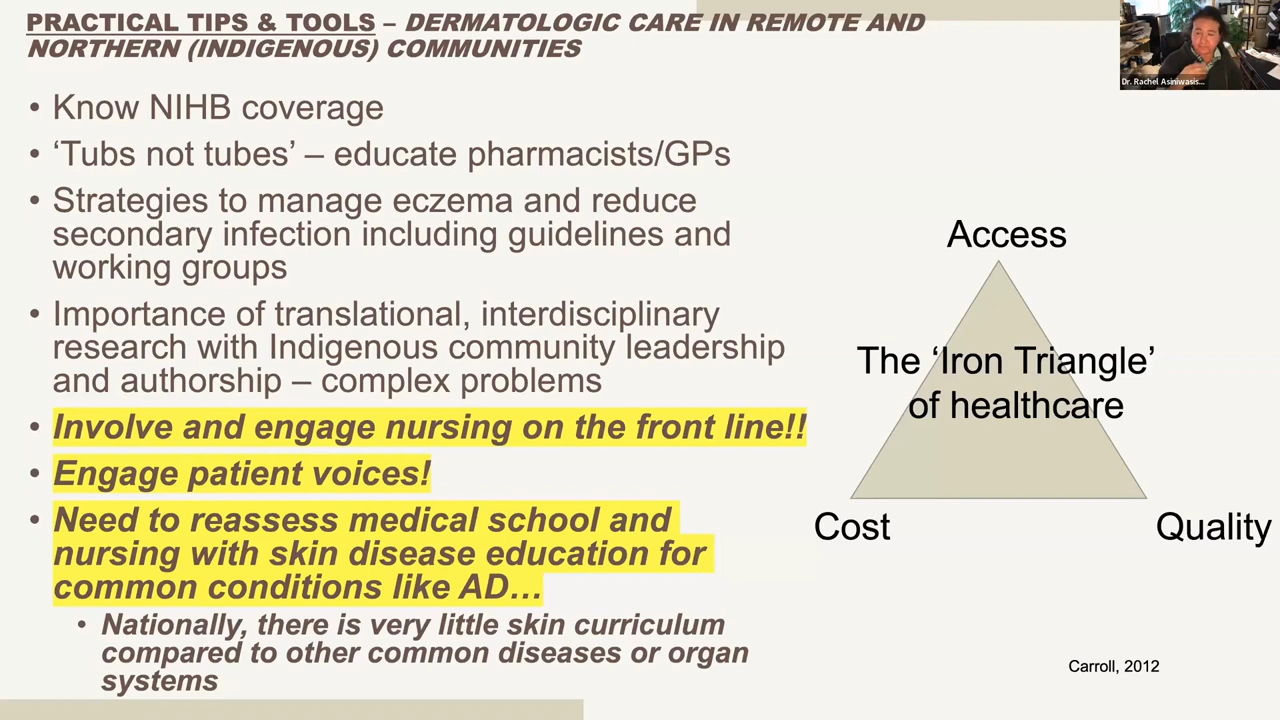 PRACTICAL TIPS & TOOLS – DERMATOLOGIC CARE IN REMOTE AND
NORTHERN (INDIGENOUS) COMMUNITIES
Dr. Rachel Asiniwasis...
• Know NIHB coverage
• ‘Tubs not tubes’ – educate pharmacists/GPs
• Strategies to manage eczema and reduce
secondary infection including guidelines and
working groups
• Importance of translational, interdisciplinary
research with Indigenous community leadership
and authorship – complex problems
• Involve and engage nursing on the front line!!
• Engage patient voices!
• Need to reassess medical school and
nursing with skin disease education for
common conditions like AD…
• Nationally, there is very little skin curriculum
compared to other common diseases or organ
systems
Access
The ‘Iron Triangle’
of healthcare
Cost
Quality
Carroll, 2012